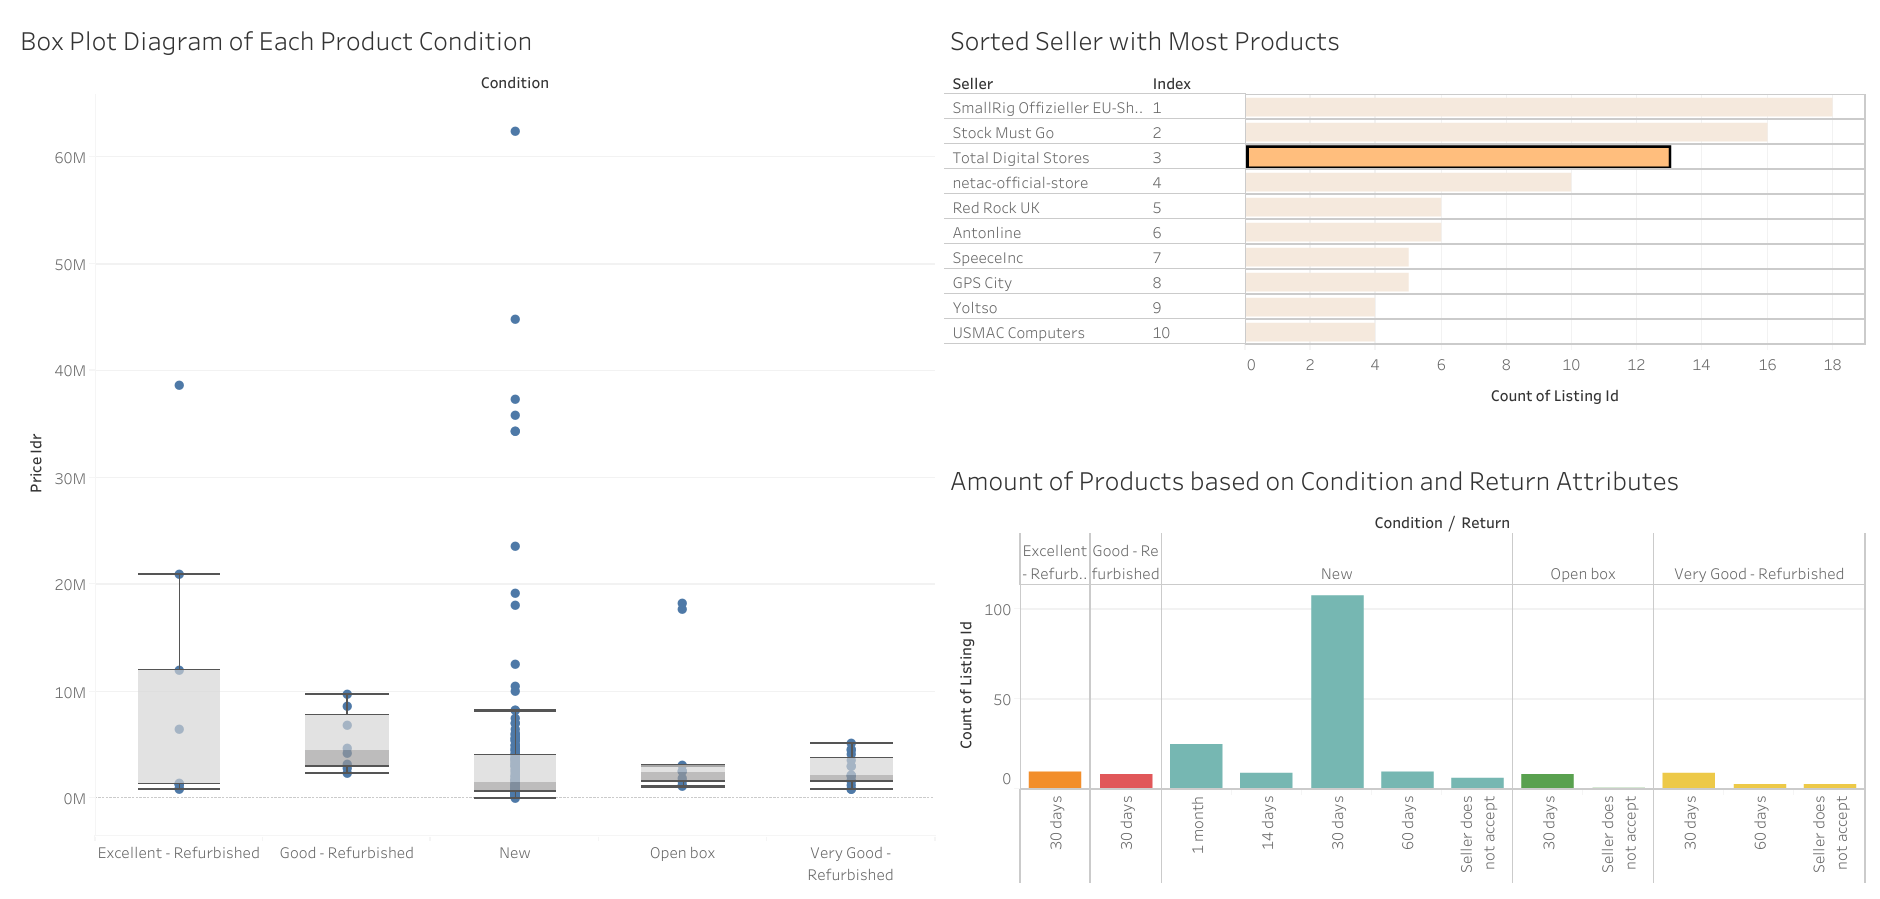 Box Plot Diagram of Each Product Condition
Condition
60M
50M
40M
30M
20M
10M
0M
Price Idr
Excellent - Refurbished
Good - Refurbished
New
Open box
Very Good -
Refurbished
Sorted Seller with Most Products
Seller Index
SmallRig Offizieller EU-Sh.. 1
Stock Must Go 2
Total Digital Stores 3
netac-official-store 4
Red Rock UK 5
Antonline 6
SpeeceInc 7
GPS City 8
Yoltso 9
USMAC Computers 10
0 2 4 6 8 10 12 14 16 18
Count of Listing Id
Amount of Products based on Condition and Return Attributes
Condition / Return
Excellent
- Refurb..
Good - Re
furbished
New
Open box
Very Good - Refurbished
100
50
0
Count of Listing Id
30 days
30 days
1 month
14 days
30 days
60 days
Seller does
not accept
30 days
Seller does
not accept
30 days
60 days
Seller does
not accept